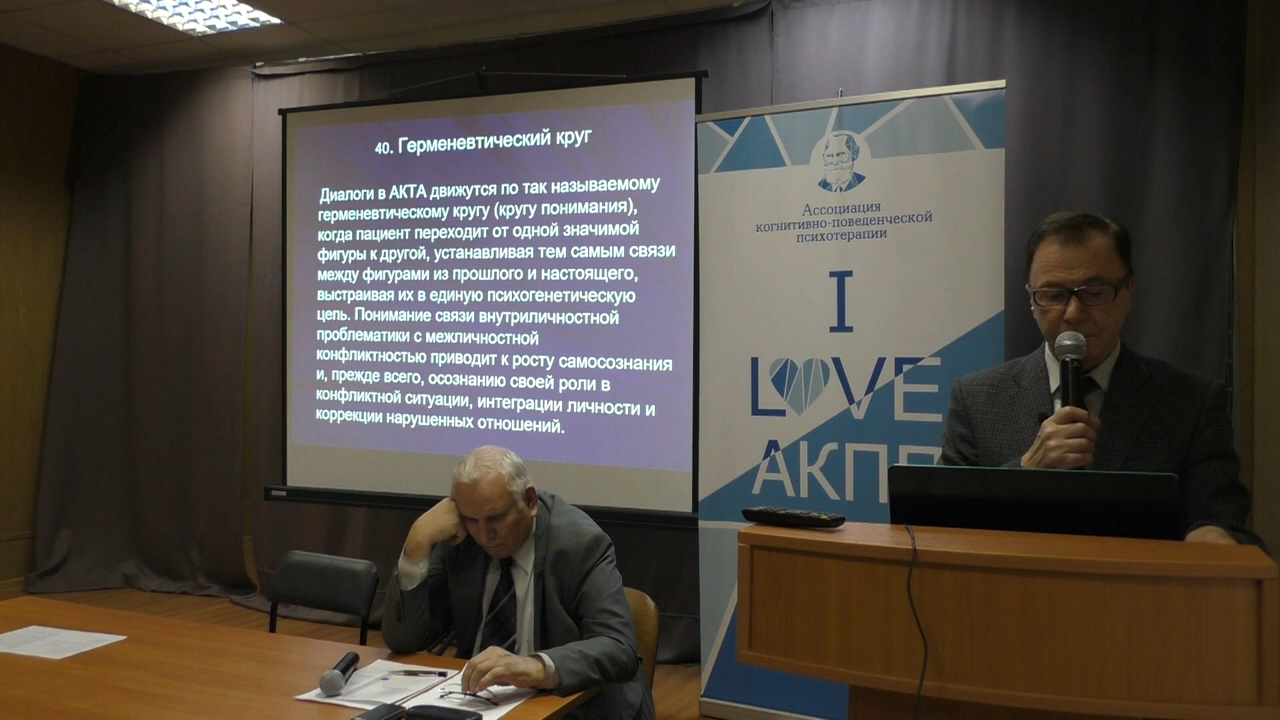 40. Герменевтический круг
Диалоги в АКТА движутся по так называемому
герменевтическому кругу (кругу понимания),
когда пациент переходит от одной значимой
фигуры к другой, устанавливая тем самым связи
между фигурами из прошлого и настоящего,
выстраивая их в единую психогенетическую
цепь. Понимание связи внутриличностной
проблематики с межличностной
конфликтностью приводит к росту самосознания
и, прежде всего, осознанию своей роли в
конфликтной ситуации, интеграции личности и
коррекции нарушенных отношений.
Ассоциация
когнитивно-поведенческой
психотерапии
I
LOVE
АКПП